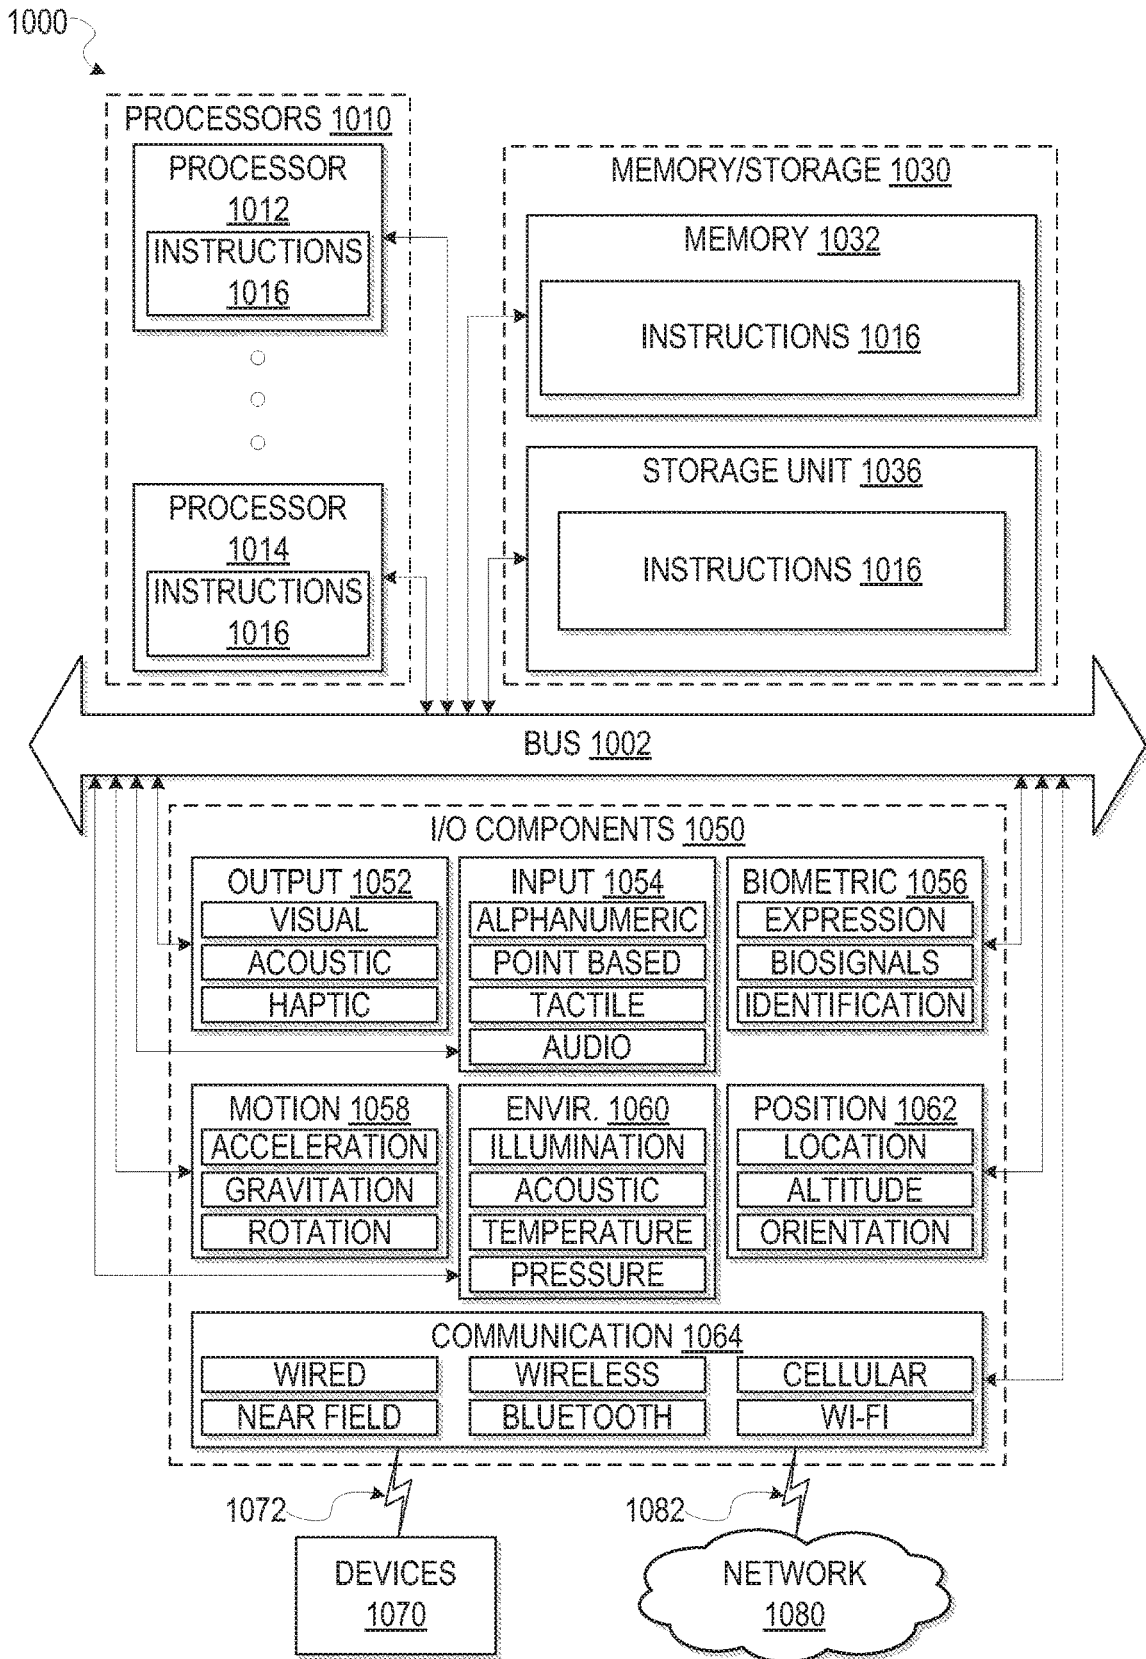 1000
PROCESSORS 1010
PROCESSOR
1012
INSTRUCTIONS
1016
PROCESSOR
1014
INSTRUCTIONS
1016
MEMORY/STORAGE 1030
MEMORY 1032
INSTRUCTIONS 1016
STORAGE UNIT 1036
INSTRUCTIONS 1016
BUS 1002
I/O COMPONENTS 1050
OUTPUT 1052
VISUAL
ACOUSTIC
HAPTIC
INPUT 1054
ALPHANUMERIC
POINT BASED
TACTILE
AUDIO
BIOMETRIC 1056
EXPRESSION
BIOSIGNALS
IDENTIFICATION
MOTION 1058
ACCELERATION
GRAVITATION
ROTATION
ENVIR. 1060
ILLUMINATION
ACOUSTIC
TEMPERATURE
PRESSURE
POSITION 1062
LOCATION
ALTITUDE
ORIENTATION
COMMUNICATION 1064
WIRED
WIRELESS
CELLULAR
NEAR FIELD
BLUETOOTH
WI-FI
1072
1082
DEVICES
1070
NETWORK
1080